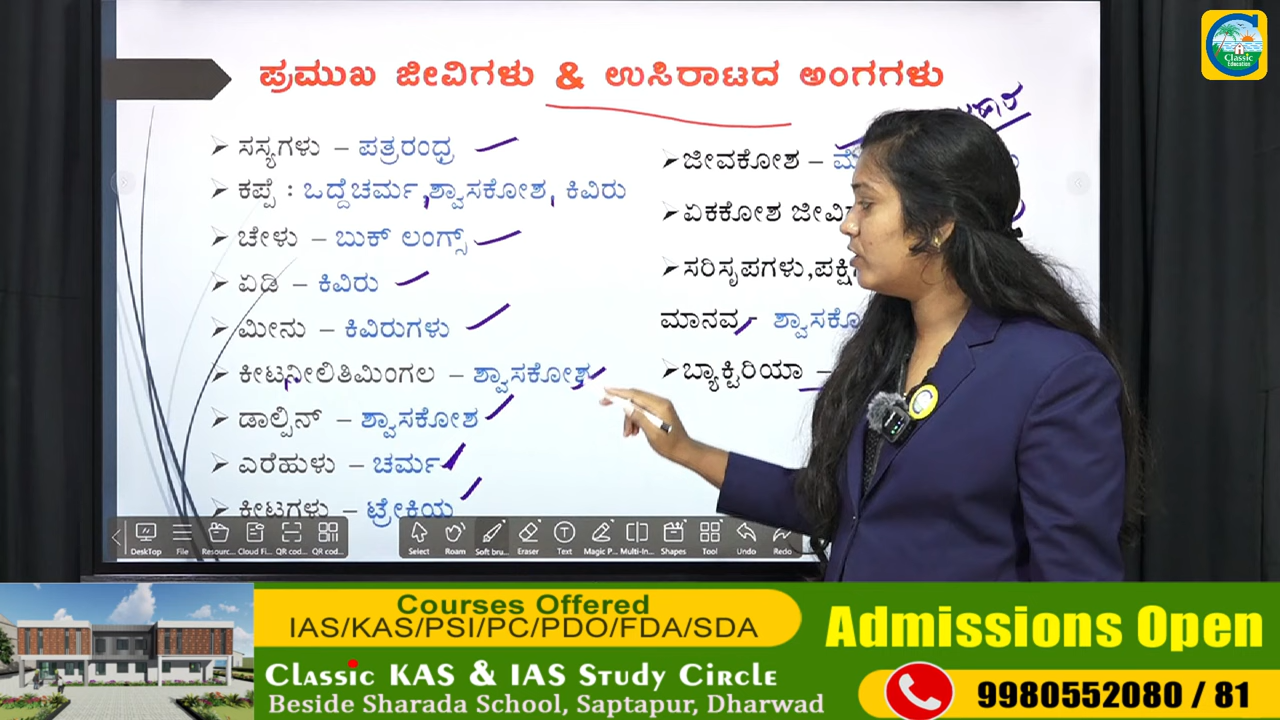 ಪ್ರಮುಖ ಜೀವಿಗಳು & ಉಸಿರಾಟದ ಅಂಗಗಳು
➢ ಸಸ್ಯಗಳು – ಪತ್ರರಂಧ್ರ
➢ ಕಪ್ಪೆ : ಒದ್ದೆಚರ್ಮ,ಶ್ವಾಸಕೋಶ, ಕಿವಿರು
➢ ಚೇಳು – ಬುಕ್ ಲಂಗ್ಸ್
➢ ಏಡಿ – ಕಿವಿರು
➢ ಮೀನು – ಕಿವಿರುಗಳು
➢ ಕೀಟನೀಲಿತಿಮಿಂಗಲ – ಶ್ವಾಸಕೋಶ
➢ ಡಾಲ್ಪಿನ್ – ಶ್ವಾಸಕೋಶ
➢ ಎರೆಹುಳು – ಚರ್ಮ
➢ ಕೀಟಗಳು – ಟ್ರೇಕಿಯ
➢ ಜೀವಕೋಶ –
➢ ಏಕಕೋಶ
➢ ಸರಿಸೃಪಗಳು,
ಮಾನವ -
➢ ಬ್ಯಾಕ್ಟಿರಿಯಾ –
DeskTop File Resourc... Cloud Fi... QR cod... QR cod... Select Roam Soft bru... Eraser Text Magic P... Multi-In... Shapes Tool Undo Redo
Classic
Education
Courses Offered
IAS/KAS/PSI/PC/PDO/FDA/SDA
Classic KAS & IAS Study Circle
Beside Sharada School, Saptapur, Dharwad
Admissions Open
9980552080 / 81